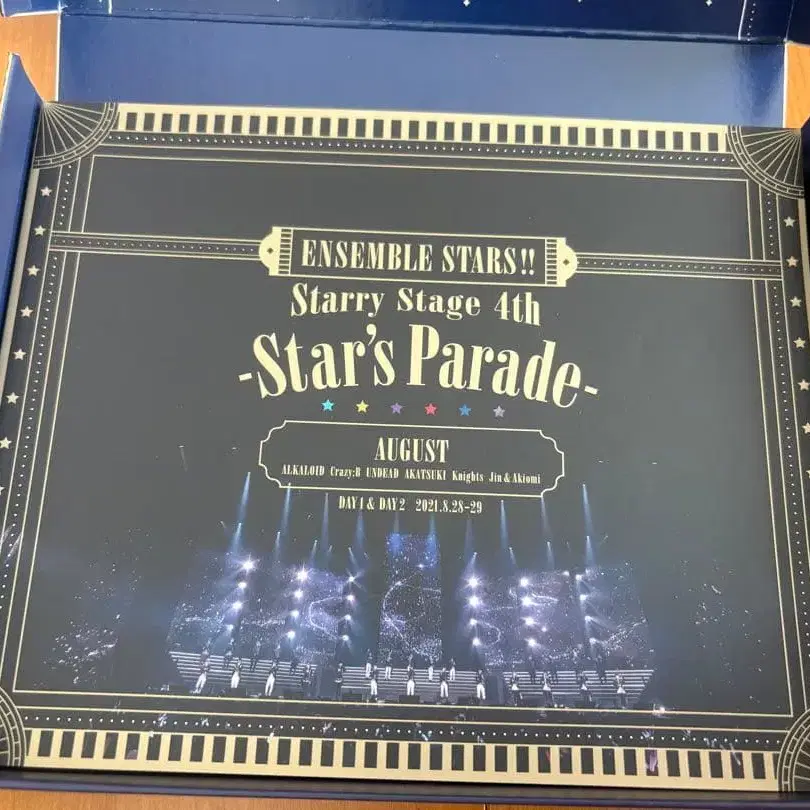 ENSEMBLE STARS!!
Starry Stage 4th
-Star's Parade-
AUGUST
ALKALOID Crazy:B UNDEAD AKATSUKI Knights Jin & Akiomi
DAY1 & DAY2 2021.8.28-29